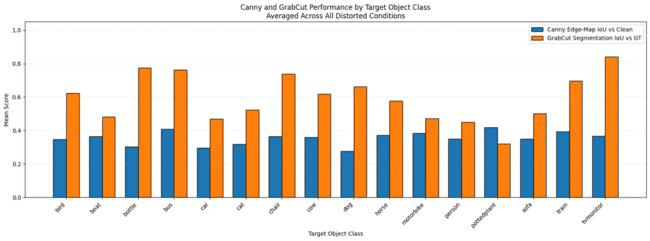 Canny and GrabCut Performance by Target Object Class
Averaged Across All Distorted Conditions
Canny Edge-Map IoU vs Clean
GrabCut Segmentation IoU vs GT
Mean Score
1.0
0.8
0.6
0.4
0.2
0.0
bird
boat
bottle
bus
car
cat
chair
cow
dog
horse
motorbike
person
pottedplant
sofa
train
tvmonitor
Target Object Class